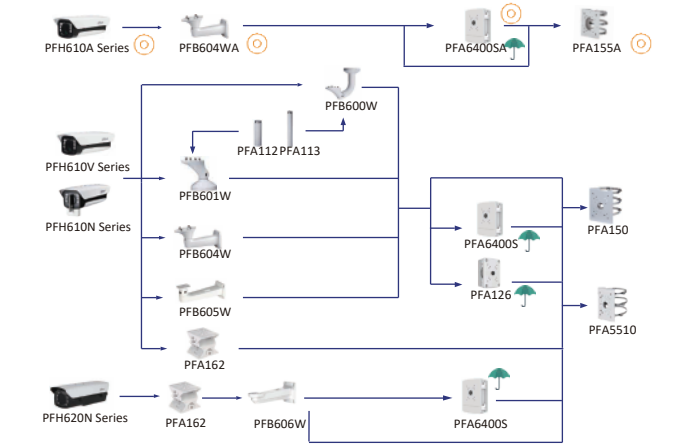 PFH610A Series
PFB604WA
PFA6400SA
PFA155A
PFB600W
PFA112
PFA113
PFH610V Series
PFB601W
PFH610N Series
PFA150
PFA6400S
PFB604W
PFA126
PFB605W
PFA5510
PFA162
PFH620N Series
PFA162
PFB606W
PFA6400S